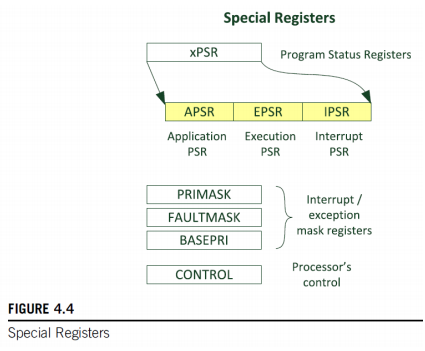 Special Registers
xPSR
Program Status Registers
APSR EPSR IPSR
Application Execution Interrupt
PSR PSR PSR
PRIMASK
FAULTMASK
BASEPRI
Interrupt /
exception
mask registers
CONTROL
Processor's
control
FIGURE 4.4
Special Registers